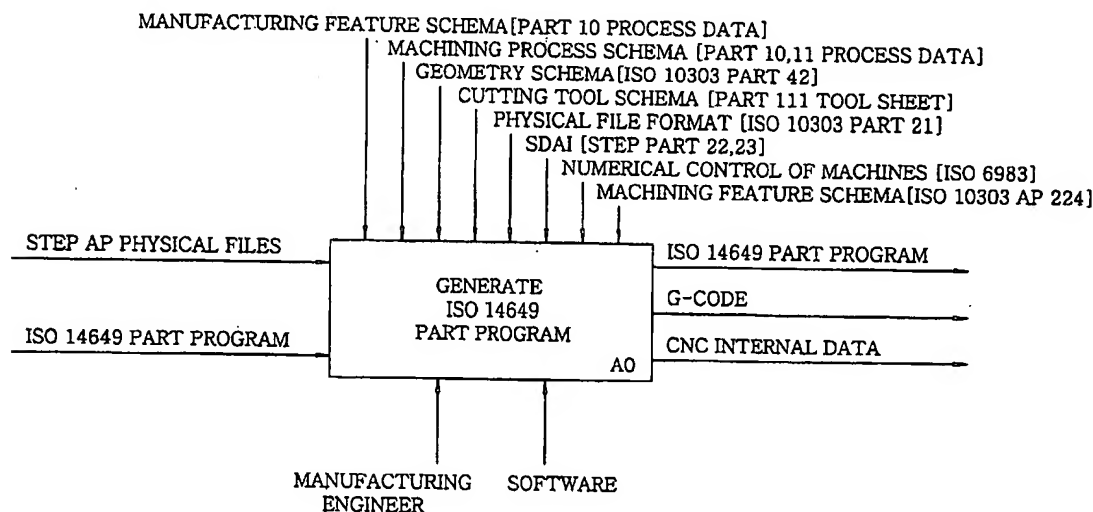 MANUFACTURING FEATURE SCHEMA[PART 10 PROCESS DATA]
MACHINING PROCESS SCHEMA [PART 10,11 PROCESS DATA]
GEOMETRY SCHEMA[ISO 10303 PART 42]
CUTTING TOOL SCHEMA [PART 111 TOOL SHEET]
PHYSICAL FILE FORMAT [ISO 10303 PART 21]
SDAI [STEP PART 22,23]
NUMERICAL CONTROL OF MACHINES [ISO 6983]
MACHINING FEATURE SCHEMA[ISO 10303 AP 224]
STEP AP PHYSICAL FILES
ISO 14649 PART PROGRAM
GENERATE
ISO 14649
PART PROGRAM
A0
ISO 14649 PART PROGRAM
G-CODE
CNC INTERNAL DATA
MANUFACTURING
ENGINEER
SOFTWARE